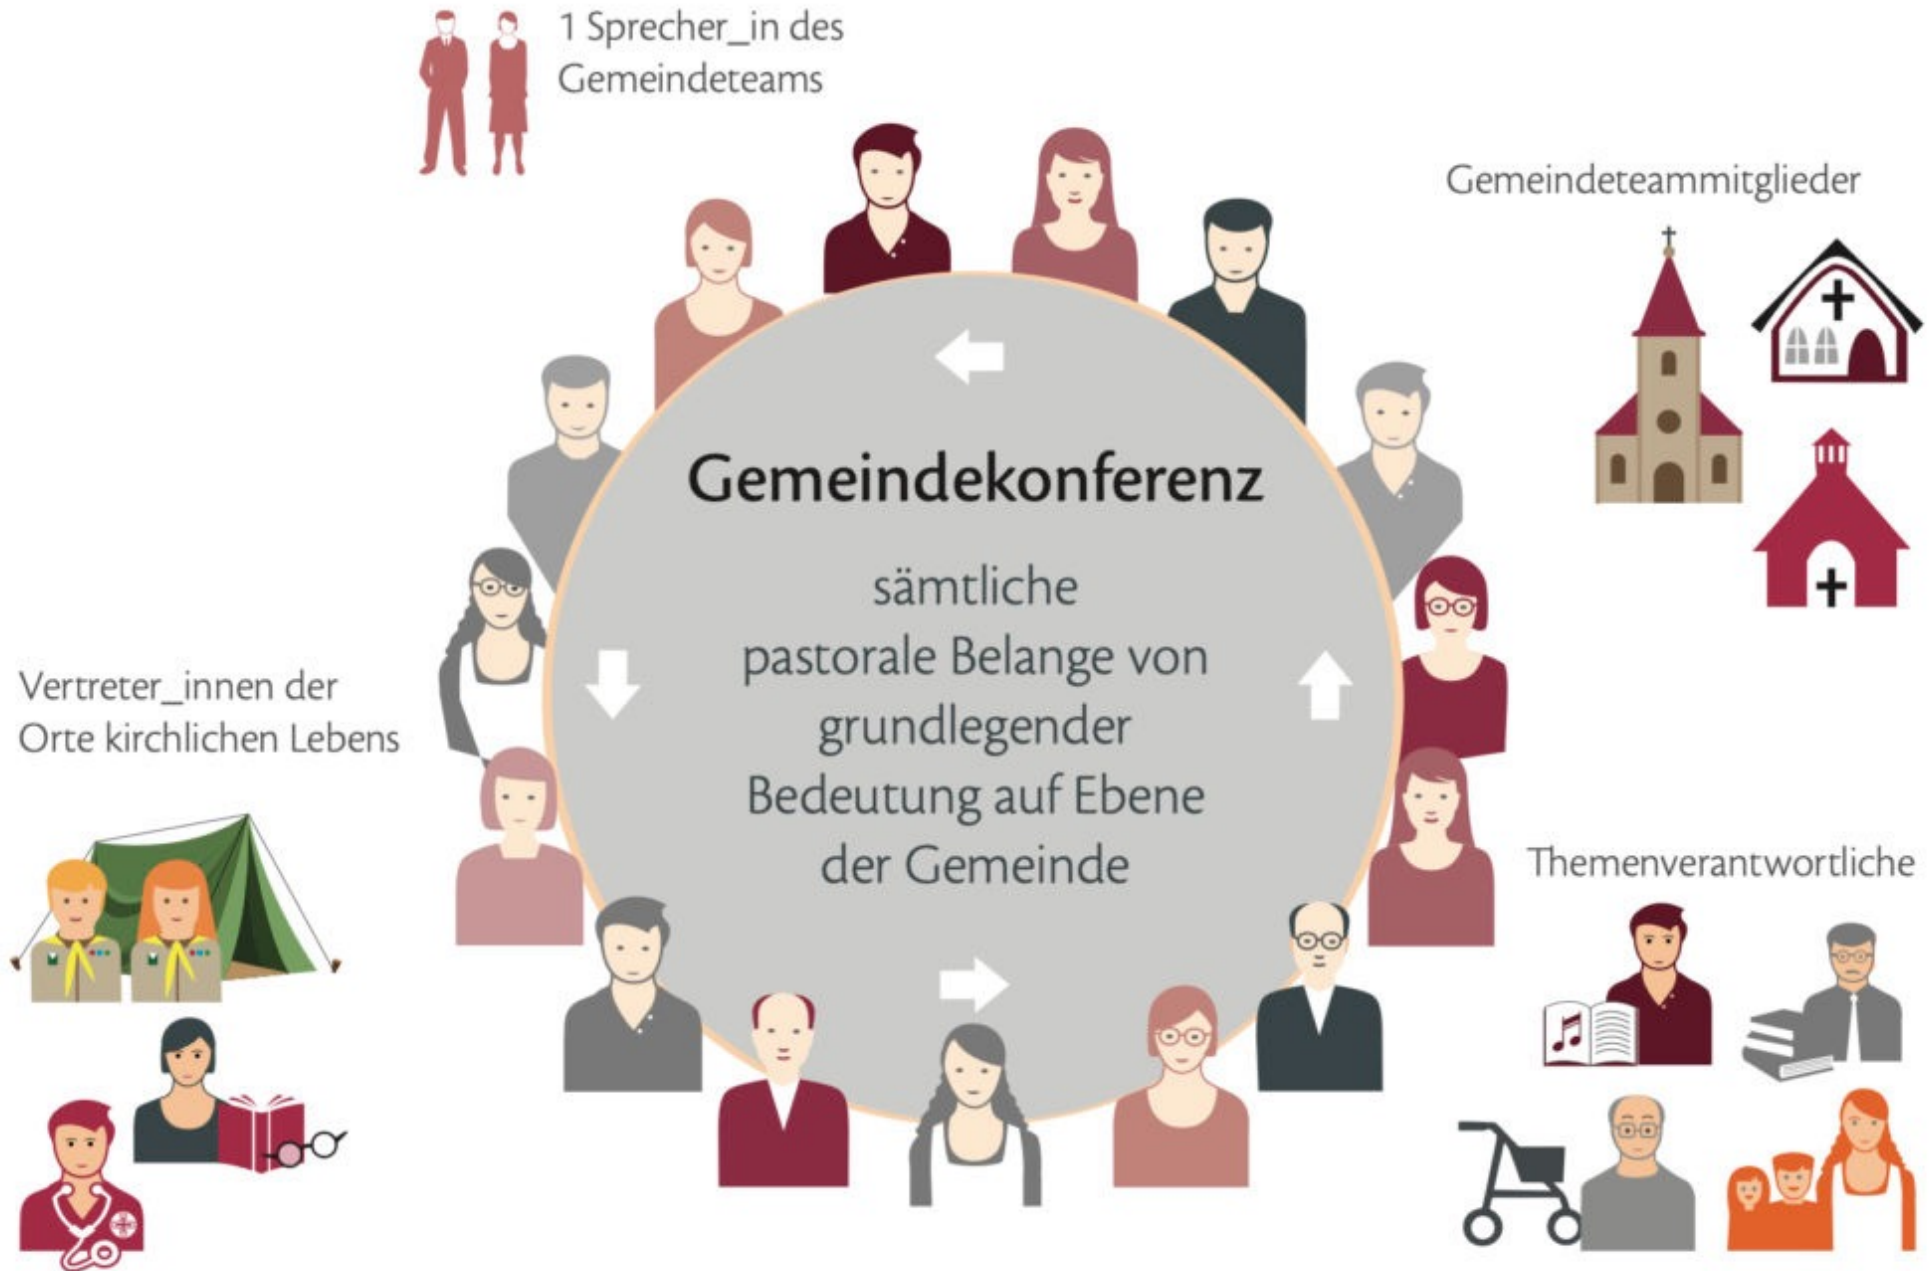 1 Sprecher_in des
Gemeindeteams
Gemeindeteammitglieder
Gemeindekonferenz
sämtliche
pastorale Belange von
grundlegender
Bedeutung auf Ebene
der Gemeinde
Vertreter_innen der
Orte kirchlichen Lebens
Themenverantwortliche